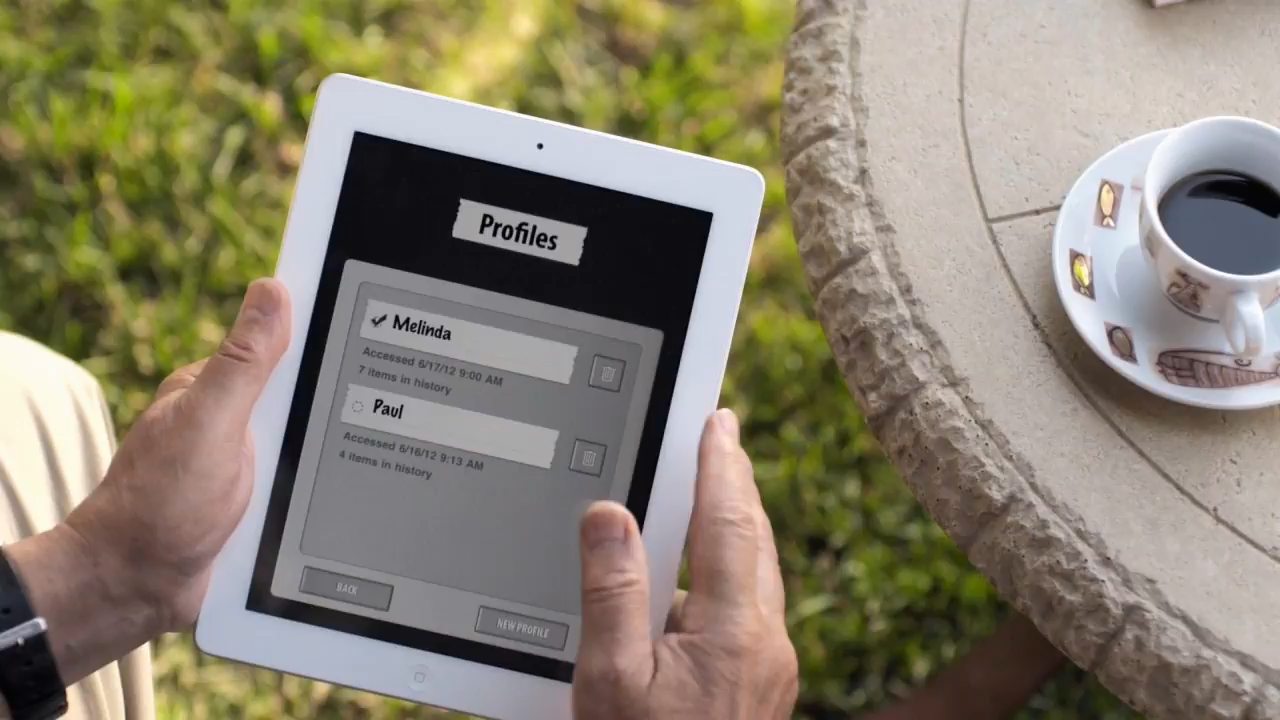 Profiles
Melinda
Accessed 6/17/12 9:00 AM
7 items in history
Paul
Accessed 6/16/12 9:13 AM
4 items in history
BACK
NEW PROFILE